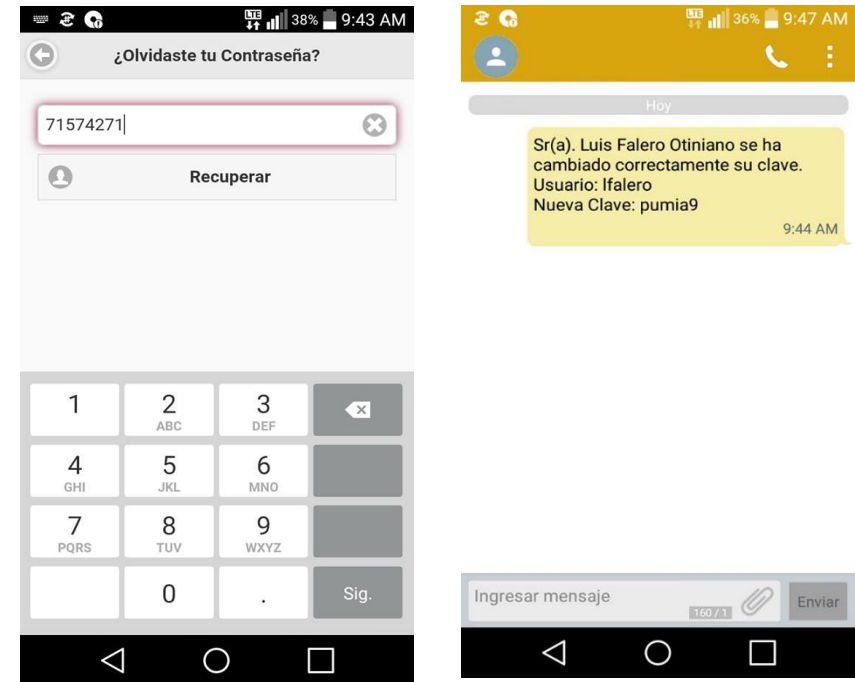 38% 9:43 AM
¿Olvidaste tu Contraseña?
71574271
Recuperar
1
2
ABC
3
DEF
4
GHI
5
JKL
6
MNO
7
PQRS
8
TUV
9
WXYZ
0
.
Sig.
LTE
36% 9:47 AM
Hoy
Sr(a). Luis Falero Otiniano se ha
cambiado correctamente su clave.
Usuario: lfalero
Nueva Clave: pumia9
9:44 AM
Ingresar mensaje
160 / 1
Enviar